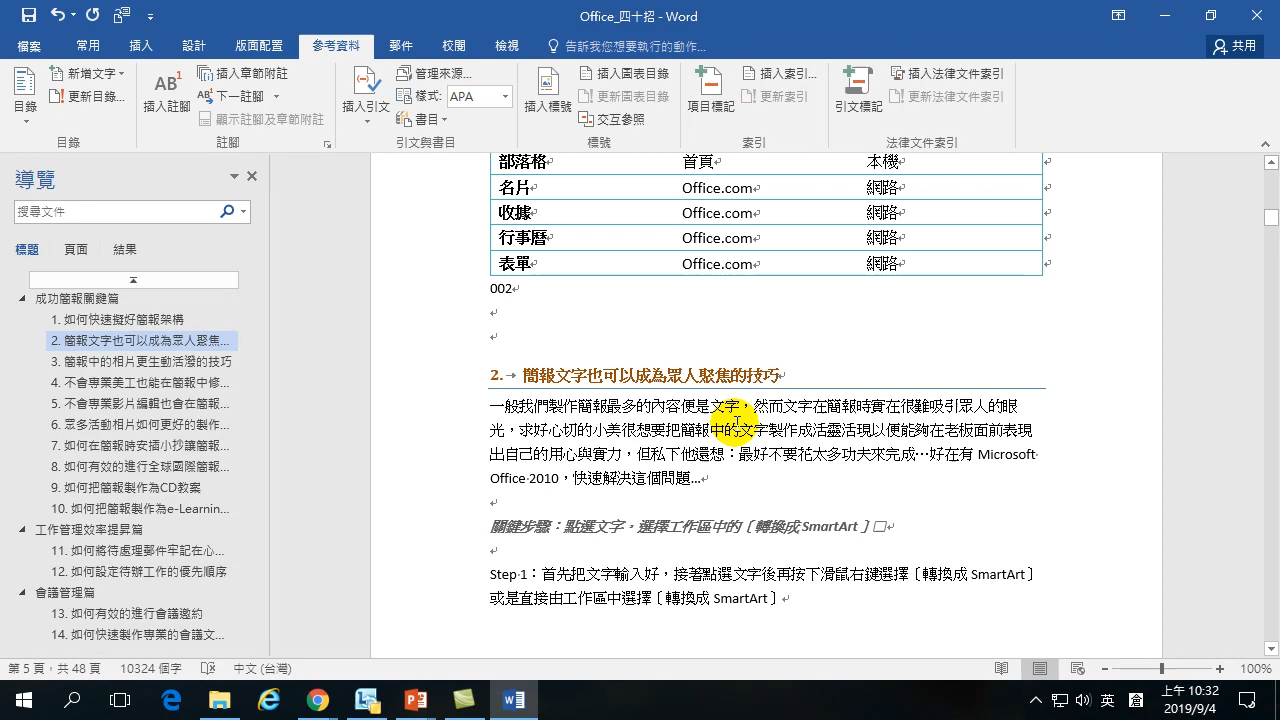 Office_四十招 - Word
檔案 常用 插入 設計 版面配置 參考資料 郵件 校閱 檢視 告訴我您想要執行的動作... 共用
目錄 新增文字 更新目錄... 目錄
AB1 插入註腳 插入章節附註 AB1 下一註腳 顯示註腳及章節附註 註腳
插入引文 管理來源... 樣式: APA 書目 引文與書目
插入標號 插入圖表目錄 更新圖表目錄 交互參照 標號
項目標記 插入索引... 更新索引 索引
引文標記 插入法律文件索引 更新法律文件索引 法律文件索引
導覽
搜尋文件
標題 頁面 結果
成功簡報關鍵篇
1. 如何快速擬好簡報架構
2. 簡報文字也可以成為眾人聚焦...
3. 簡報中的相片更生動活潑的技巧
4. 不會專業美工也能在簡報中修...
5. 不會專業影片編輯也會在簡報...
6. 眾多活動相片如何更好的製作...
7. 如何在簡報時安插小抄讓簡報...
8. 如何有效的進行全球國際簡報...
9. 如何把簡報製作為CD教案
10. 如何把簡報製作為e-Learnin...
工作管理效率提昇篇
11. 如何將待處理郵件牢記在心...
12. 如何設定待辦工作的優先順序
會議管理篇
13. 如何有效的進行會議邀約
14. 如何快速製作專業的會議文...
部落格 首頁 本機
名片 Office.com 網路
收據 Office.com 網路
行事曆 Office.com 網路
表單 Office.com 網路
002
2. 簡報文字也可以成為眾人聚焦的技巧
一般我們製作簡報最多的內容便是文字，然而文字在簡報時實在很難吸引眾人的眼
光，求好心切的小美很想要把簡報中的文字製作成活靈活現以便能夠在老板面前表現
出自己的用心與實力，但私下他還想：最好不要花太多功夫來完成…好在有 Microsoft
Office 2010，快速解決這個問題...
關鍵步驟：點選文字，選擇工作區中的〔轉換成 SmartArt〕
Step 1：首先把文字輸入好，接著點選文字後再按下滑鼠右鍵選擇〔轉換成 SmartArt〕
或是直接由工作區中選擇〔轉換成 SmartArt〕
第 5 頁，共 48 頁 10324 個字 中文 (台灣) 100%
英 上午 10:32
2019/9/4